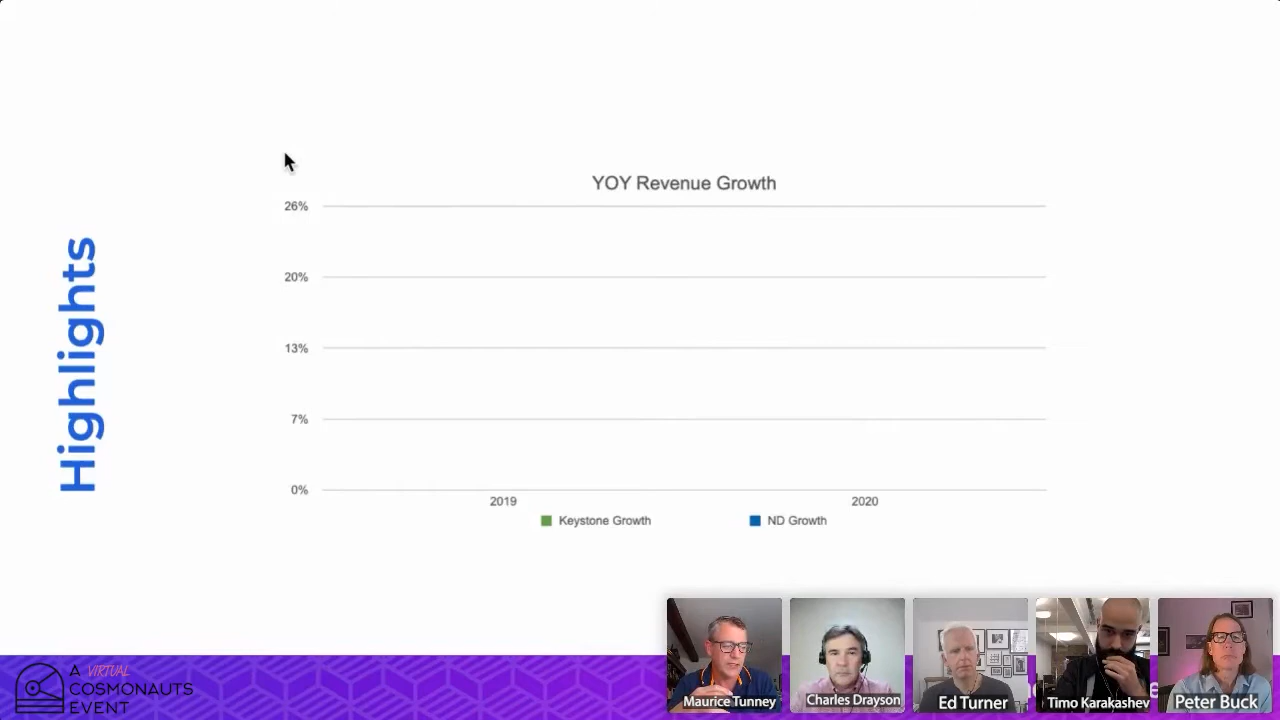 Highlights
YOY Revenue Growth
26%
20%
13%
7%
0%
2019
2020
Keystone Growth
ND Growth
A VIRTUAL
COSMONAUTS
EVENT
Maurice Tunney
Charles Drayson
Ed Turner
Timo Karakashev
Peter Buck